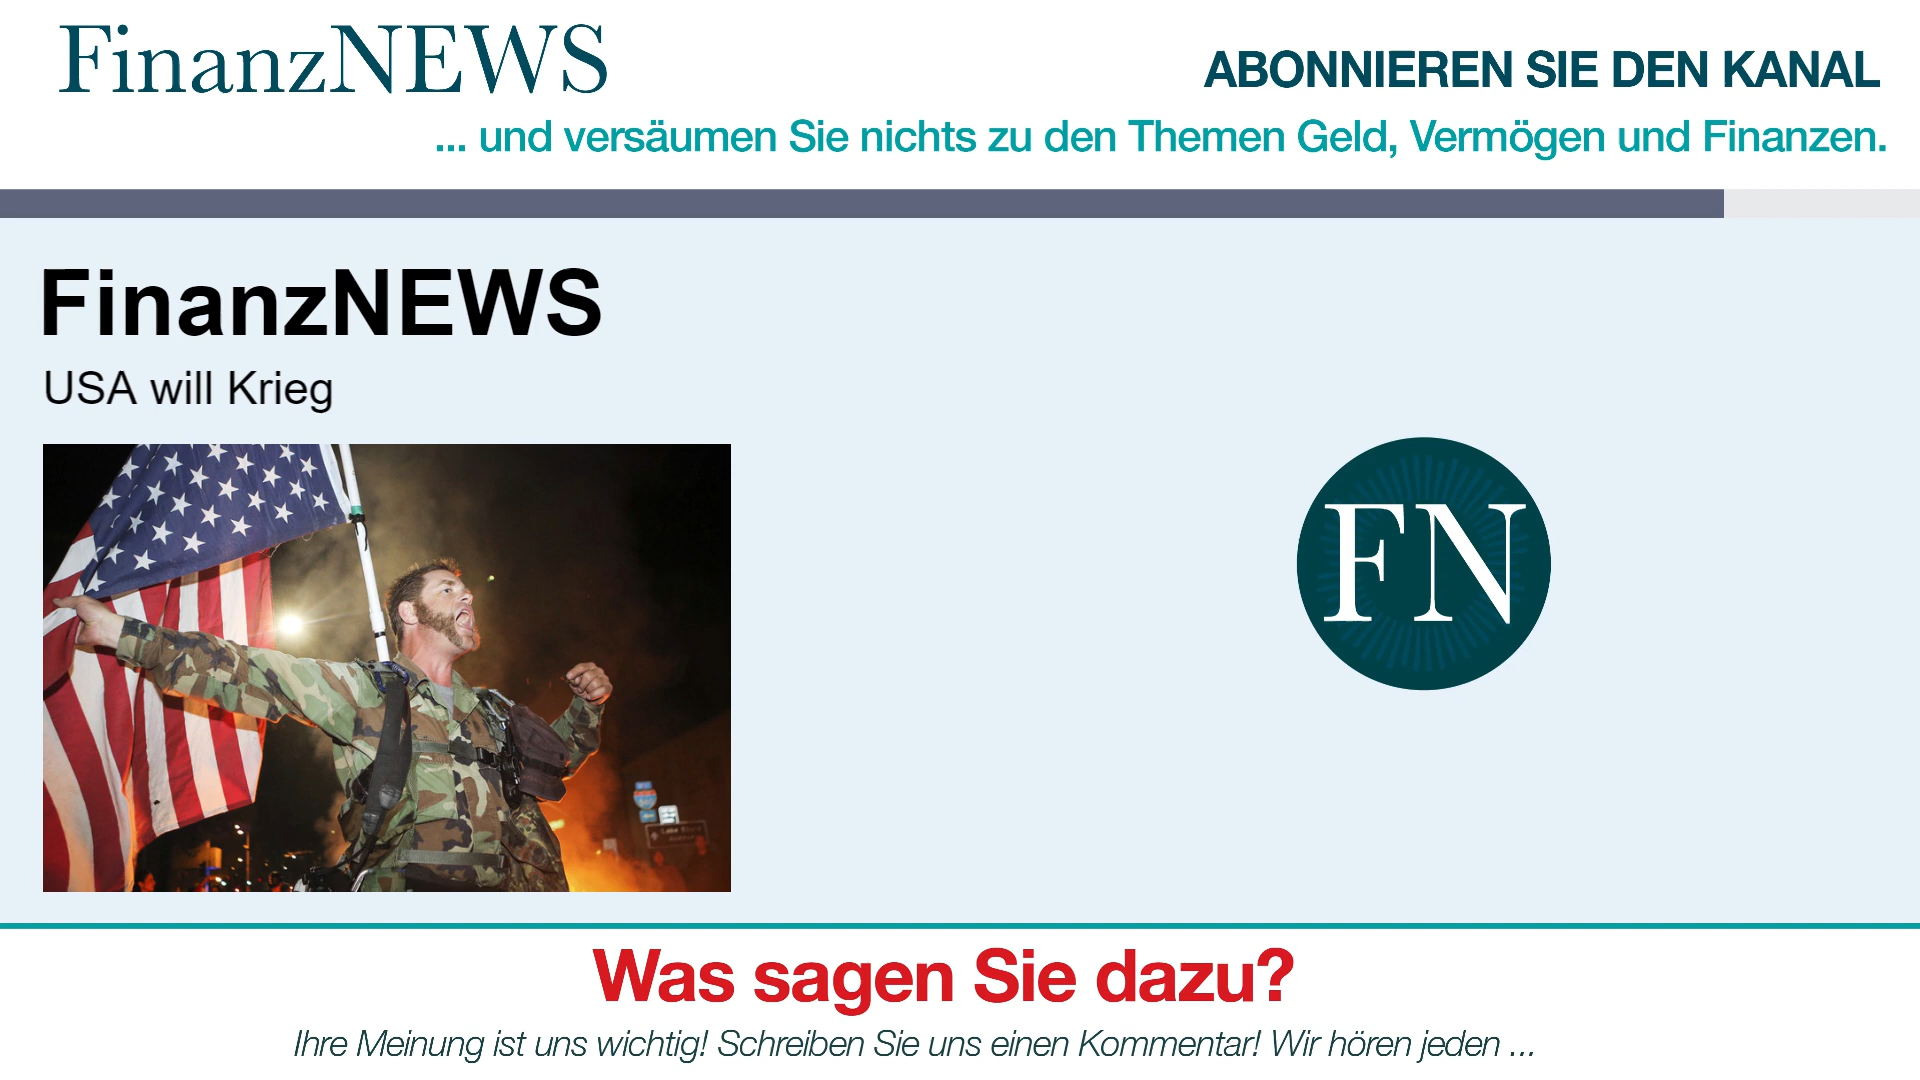 FinanzNEWS
ABONNIEREN SIE DEN KANAL
... und versäumen Sie nichts zu den Themen Geld, Vermögen und Finanzen.
FinanzNEWS
USA will Krieg
FN
Was sagen Sie dazu?
Ihre Meinung ist uns wichtig! Schreiben Sie uns einen Kommentar! Wir hören jeden ...